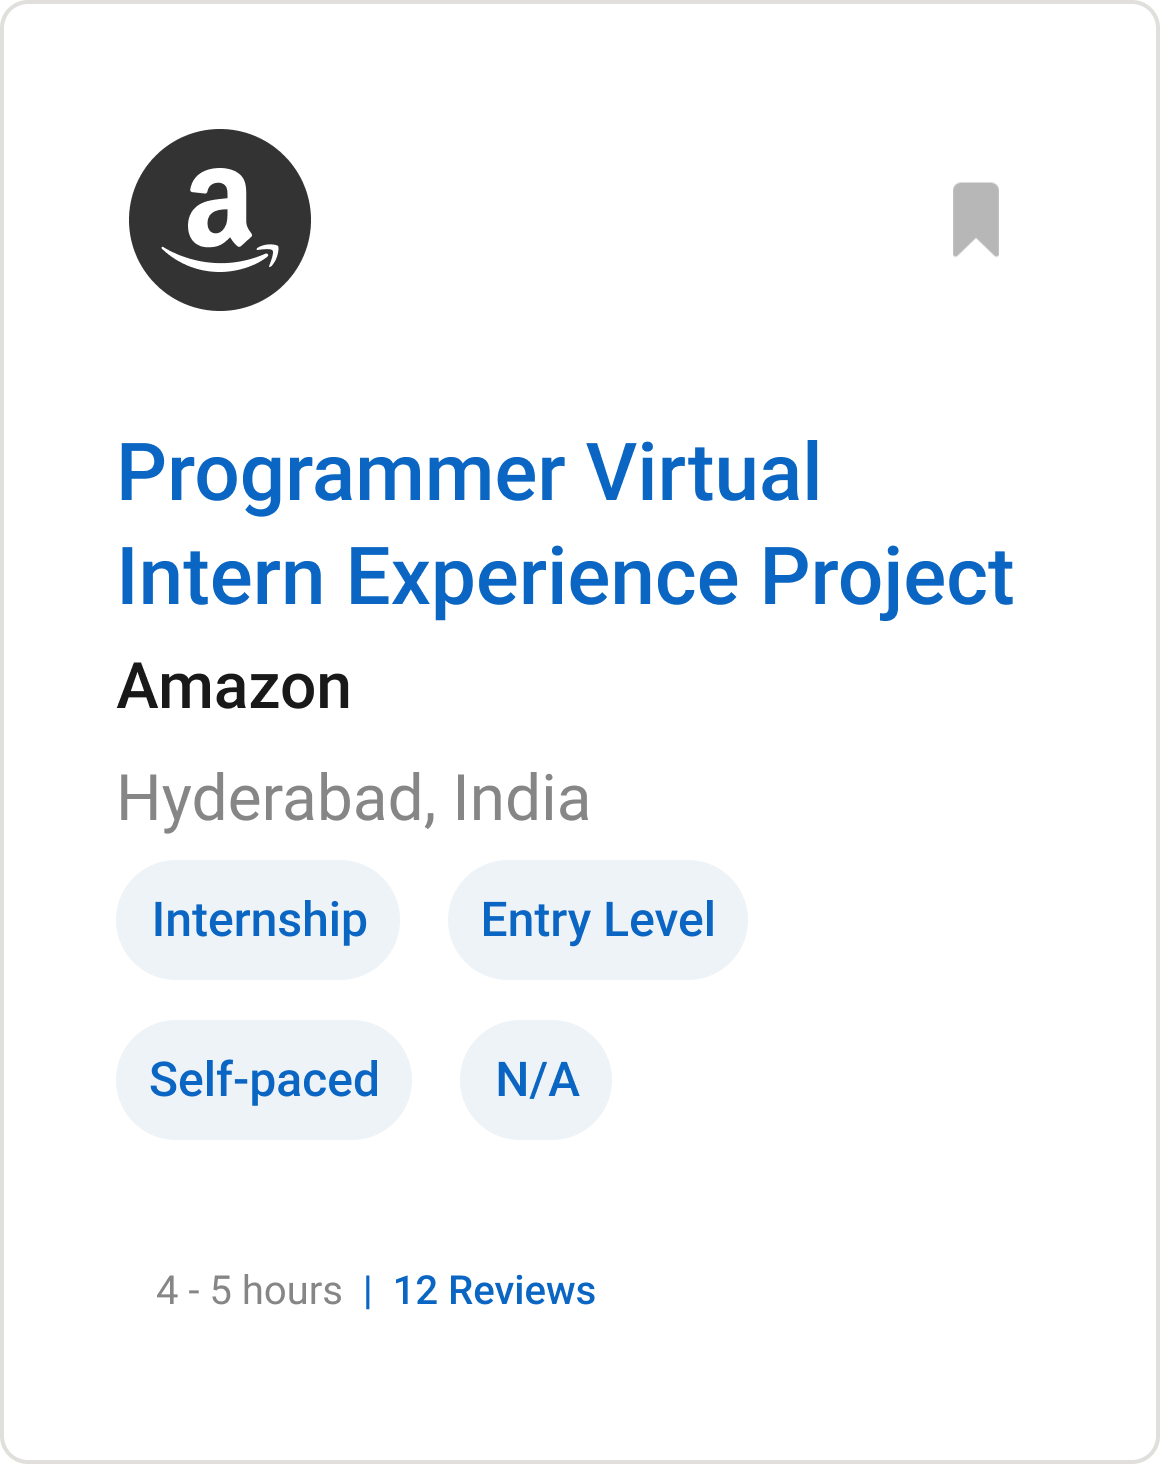 a
Programmer Virtual
Intern Experience Project
Amazon
Hyderabad, India
Internship Entry Level
Self-paced N/A
4 - 5 hours | 12 Reviews